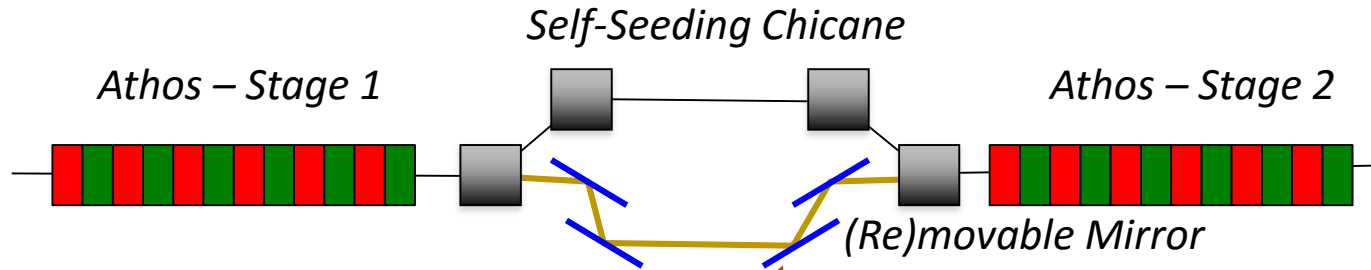 Self-Seeding Chicane
Athos – Stage 1
Athos – Stage 2
(Re)movable Mirror